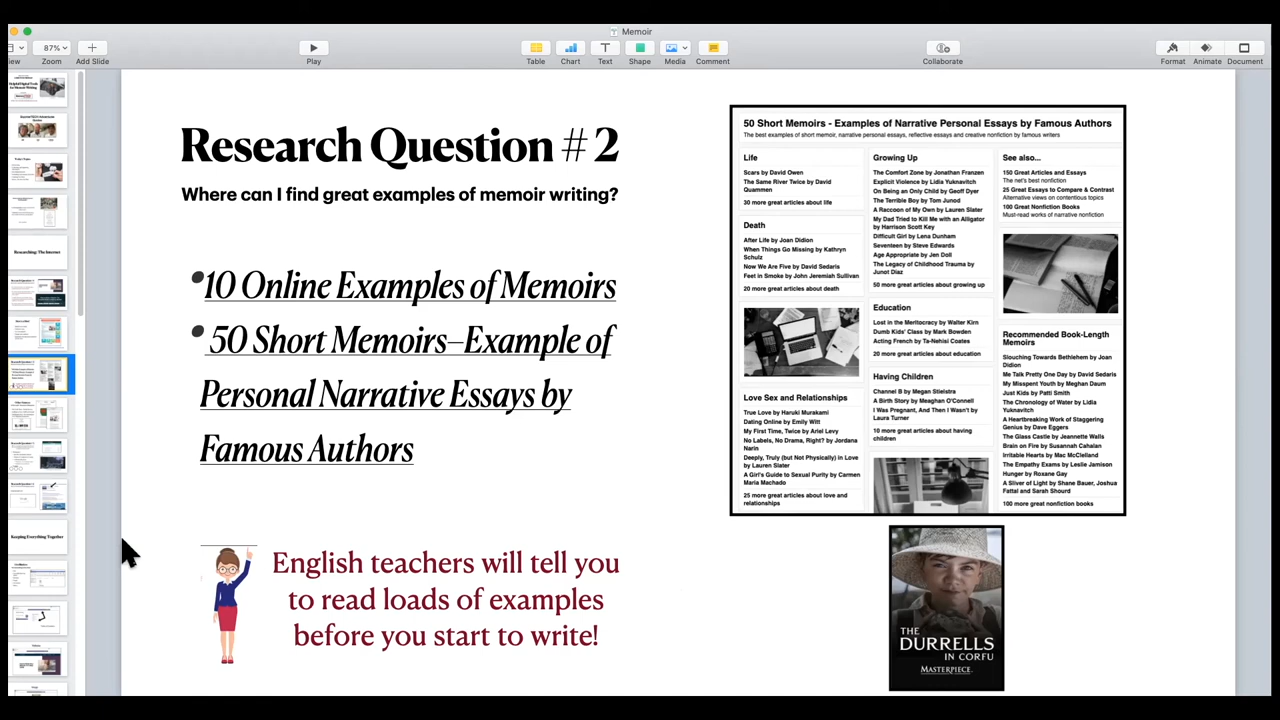 Memoir
View
87%
Zoom
Add Slide
Play
Table
Chart
Text
Shape
Media
Comment
Collaborate
Format
Animate
Document
Research Question # 2
Where can I find great examples of memoir writing?
•10 Online Examples of Memoirs
• 50 Short Memoirs–Example of
Personal Narrative Essays by
Famous Authors
English teachers will tell you
to read loads of examples
before you start to write!
50 Short Memoirs - Examples of Narrative Personal Essays by Famous Authors
The best examples of short memoir, narrative personal essays, reflective essays and creative nonfiction by famous writers
Life
Scars by David Owen
The Same River Twice by David
Quammen
30 more great articles about life
Death
After Life by Joan Didion
When Things Go Missing by Kathryn
Schulz
Now We Are Five by David Sedaris
Feet in Smoke by John Jeremiah Sullivan
20 more great articles about death
Love Sex and Relationships
True Love by Haruki Murakami
Dating Online by Emily Witt
My First Time, Twice by Ariel Levy
No Labels, No Drama, Right? by Jordana
Narin
Deeply, Truly (but Not Physically) in Love
by Lauren Slater
A Girl's Guide to Sexual Purity by Carmen
Maria Machado
25 more great articles about love and
relationships
Growing Up
The Comfort Zone by Jonathan Franzen
Explicit Violence by Lidia Yuknavitch
On Being an Only Child by Geoff Dyer
The Terrible Boy by Tom Junod
A Raccoon of My Own by Lauren Slater
My Dad Tried to Kill Me with an Alligator
by Harrison Scott Key
Difficult Girl by Lena Dunham
Seventeen by Steve Edwards
Age Appropriate by Jen Doll
The Legacy of Childhood Trauma by
Junot Díaz
50 more great articles about growing up
Education
Lost in the Meritocracy by Walter Kirn
Dumb Kids' Class by Mark Bowden
Acting French by Ta-Nehisi Coates
20 more great articles about education
Having Children
Channel B by Megan Stielstra
A Birth Story by Meaghan O'Connell
I Was Pregnant, And Then I Wasn't by
Laura Turner
10 more great articles about having
children
See also...
150 Great Articles and Essays
The net's best nonfiction
25 Great Essays to Compare & Contrast
Alternative views on contentious topics
100 Great Nonfiction Books
Must-read works of narrative nonfiction
Recommended Book-Length
Memoirs
Slouching Towards Bethlehem by Joan
Didion
Me Talk Pretty One Day by David Sedaris
My Misspent Youth by Meghan Daum
Just Kids by Patti Smith
The Chronology of Water by Lidia
Yuknavitch
A Heartbreaking Work of Staggering
Genius by Dave Eggers
The Glass Castle by Jeannette Walls
Brain on Fire by Susannah Cahalan
Irritable Hearts by Mac McClelland
The Empathy Exams by Leslie Jamison
Hunger by Roxane Gay
A Sliver of Light by Shane Bauer, Joshua
Fattal and Sarah Shourd
100 more great nonfiction books
THE
DURRELLS
IN CORFU
MASTERPIECE
Researching: The Internet
Keeping Everything Together